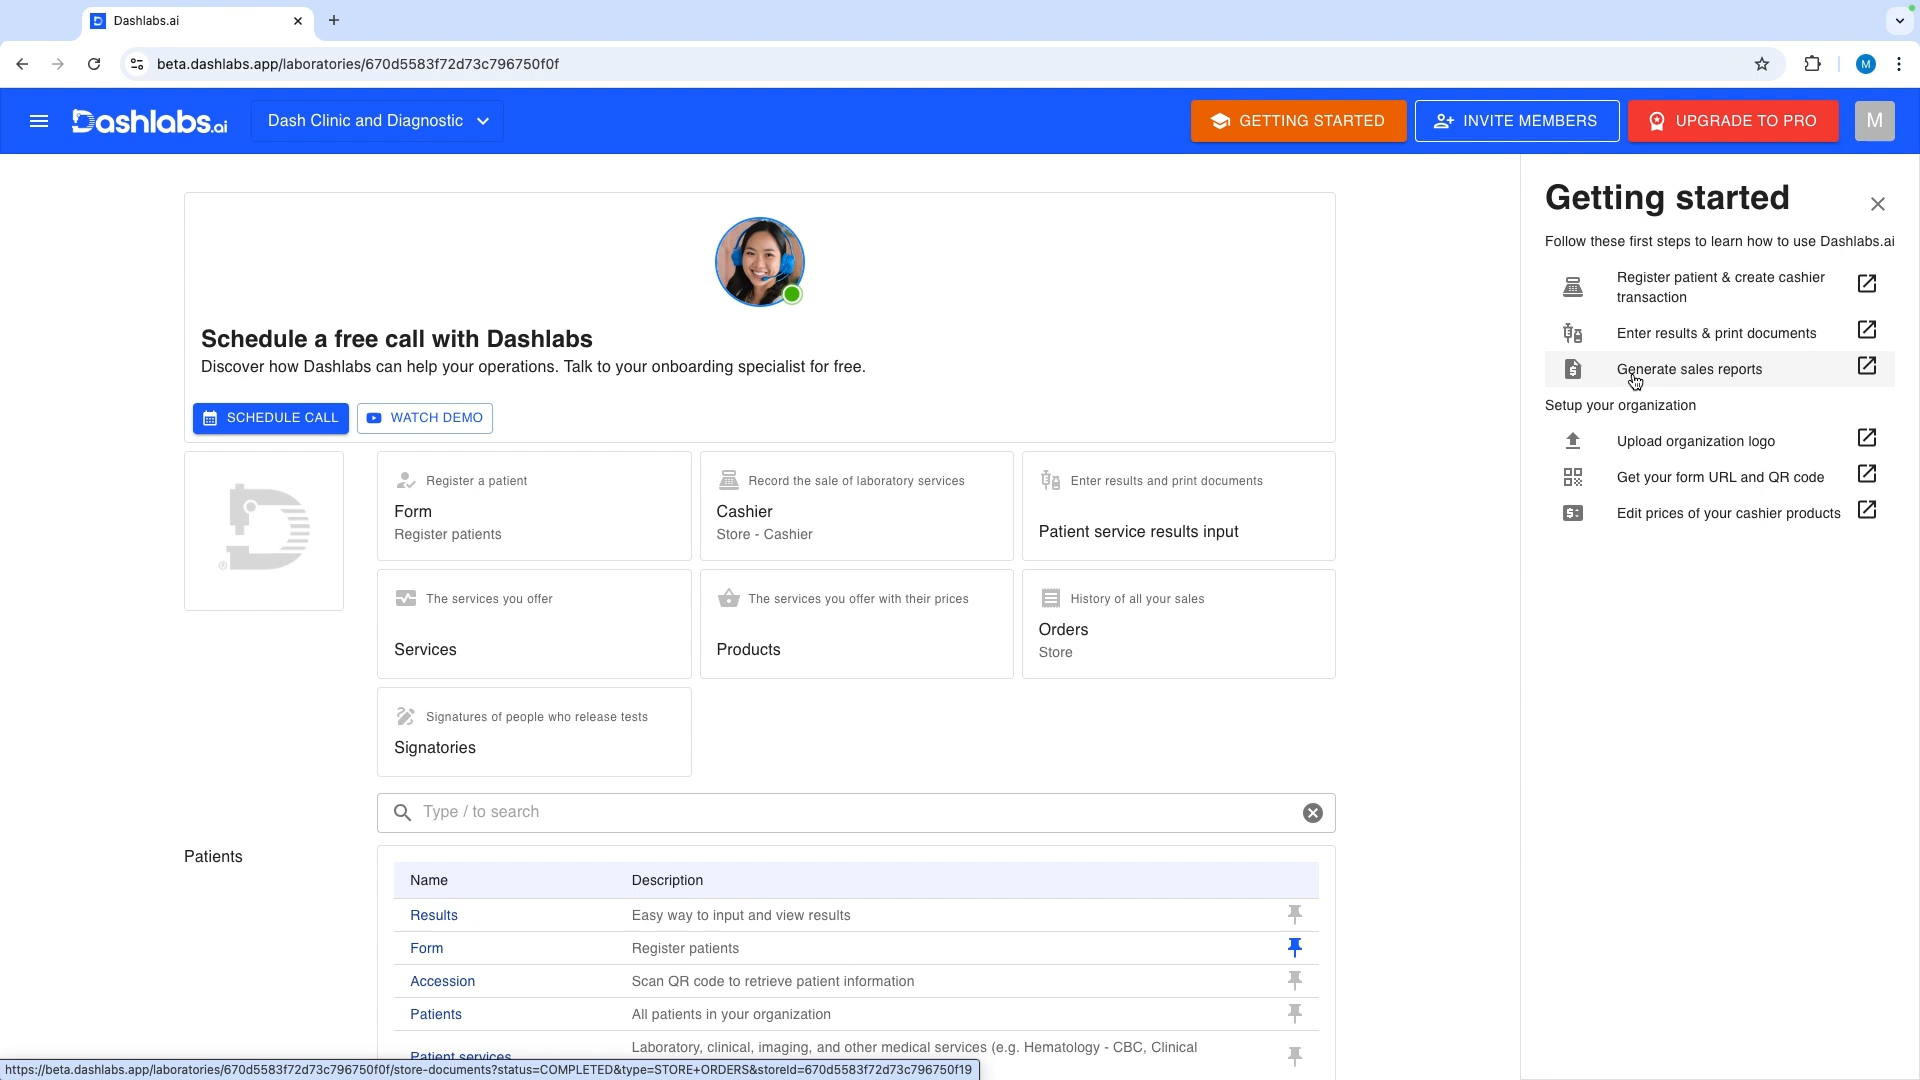 Dashlabs.ai
beta.dashlabs.app/laboratories/670d5583f72d73c796750f0f
M
Dashlabs.ai
Dash Clinic and Diagnostic
GETTING STARTED
INVITE MEMBERS
UPGRADE TO PRO
M
Schedule a free call with Dashlabs
Discover how Dashlabs can help your operations. Talk to your onboarding specialist for free.
SCHEDULE CALL
WATCH DEMO
Register a patient
Form
Register patients
Record the sale of laboratory services
Cashier
Store - Cashier
Enter results and print documents
Patient service results input
The services you offer
Services
The services you offer with their prices
Products
History of all your sales
Orders
Store
Signatures of people who release tests
Signatories
Type / to search
Patients
Name Description
Results Easy way to input and view results
Form Register patients
Accession Scan QR code to retrieve patient information
Patients All patients in your organization
Patient services Laboratory, clinical, imaging, and other medical services (e.g. Hematology - CBC, Clinical
Getting started
Follow these first steps to learn how to use Dashlabs.ai
Register patient & create cashier
transaction
Enter results & print documents
Generate sales reports
Setup your organization
Upload organization logo
Get your form URL and QR code
Edit prices of your cashier products
https://beta.dashlabs.app/laboratories/670d5583f72d73c796750f0f/store-documents?status=COMPLETED&type=STORE+ORDERS&storeId=670d5583f72d73c796750f19